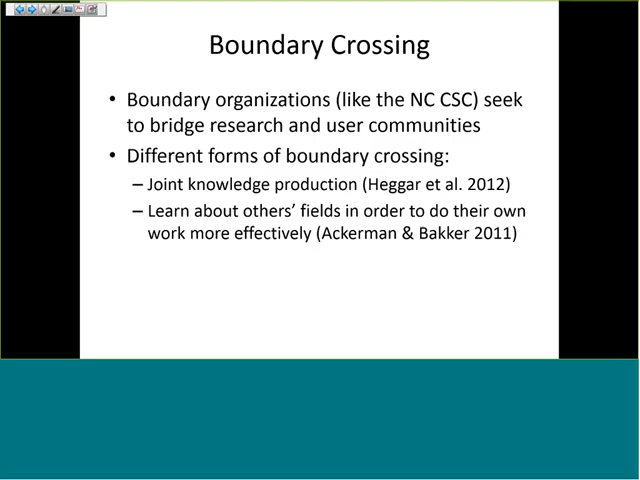 Boundary Crossing
• Boundary organizations (like the NC CSC) seek
to bridge research and user communities
• Different forms of boundary crossing:
– Joint knowledge production (Heggar et al. 2012)
– Learn about others’ fields in order to do their own
work more effectively (Ackerman & Bakker 2011)